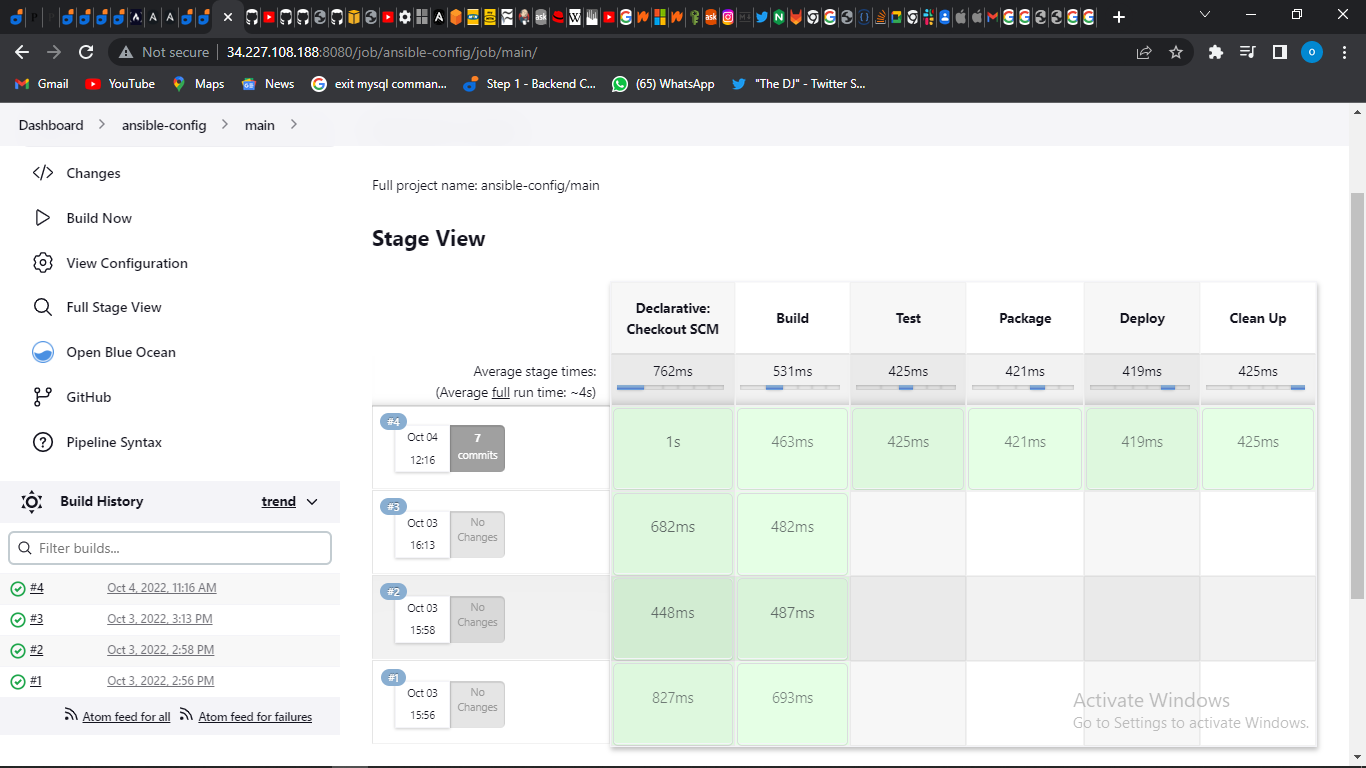 Not secure | 34.227.108.188:8080/job/ansible-config/job/main/
Gmail YouTube Maps News exit mysql comman... Step 1 - Backend C... (65) WhatsApp "The DJ" - Twitter S...
Dashboard ansible-config main
Changes
Build Now
View Configuration
Full Stage View
Open Blue Ocean
GitHub
Pipeline Syntax
Build History trend
Filter builds...
#4 Oct 4, 2022, 11:16 AM
#3 Oct 3, 2022, 3:13 PM
#2 Oct 3, 2022, 2:58 PM
#1 Oct 3, 2022, 2:56 PM
Atom feed for all Atom feed for failures
Full project name: ansible-config/main
Stage View
Declarative: Checkout SCM
Build
Test
Package
Deploy
Clean Up
Average stage times: 762ms 531ms 425ms 421ms 419ms 425ms
(Average full run time: ~4s)
#4
Oct 04 7
12:16 commits
1s 463ms 425ms 421ms 419ms 425ms
#3
Oct 03 No
16:13 Changes
682ms 482ms
#2
Oct 03 No
15:58 Changes
448ms 487ms
#1
Oct 03 No
15:56 Changes
827ms 693ms
Activate Windows
Go to Settings to activate Windows.